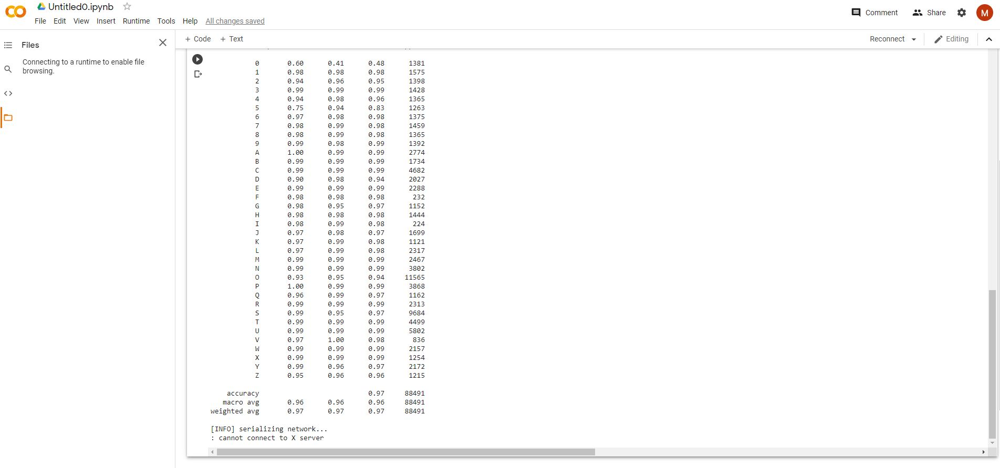 Untitled0.ipynb
File Edit View Insert Runtime Tools Help All changes saved
Comment Share M
Files
Connecting to a runtime to enable file
browsing.
+ Code + Text
Reconnect Editing
0 0.60 0.41 0.48 1381
1 0.98 0.98 0.98 1575
2 0.94 0.96 0.95 1398
3 0.99 0.99 0.99 1428
4 0.94 0.98 0.96 1365
5 0.75 0.94 0.83 1263
6 0.97 0.98 0.98 1375
7 0.98 0.99 0.98 1459
8 0.98 0.99 0.98 1365
9 0.99 0.98 0.99 1392
A 1.00 0.99 0.99 2774
B 0.99 0.99 0.99 1734
C 0.99 0.99 0.99 4682
D 0.90 0.98 0.94 2027
E 0.99 0.99 0.99 2288
F 0.98 0.98 0.98 232
G 0.98 0.95 0.97 1152
H 0.98 0.98 0.98 1444
I 0.98 0.99 0.98 224
J 0.97 0.98 0.97 1699
K 0.97 0.99 0.98 1121
L 0.97 0.99 0.98 2317
M 0.99 0.99 0.99 2467
N 0.99 0.99 0.99 3802
O 0.93 0.95 0.94 11565
P 1.00 0.99 0.99 3868
Q 0.96 0.99 0.97 1162
R 0.99 0.99 0.99 2313
S 0.99 0.95 0.97 9684
T 0.99 0.99 0.99 4499
U 0.99 0.99 0.99 5802
V 0.97 1.00 0.98 836
W 0.99 0.99 0.99 2157
X 0.99 0.99 0.99 1254
Y 0.99 0.96 0.97 2172
Z 0.95 0.96 0.96 1215
accuracy 0.97 88491
macro avg 0.96 0.96 0.96 88491
weighted avg 0.97 0.97 0.97 88491
[INFO] serializing network...
: cannot connect to X server